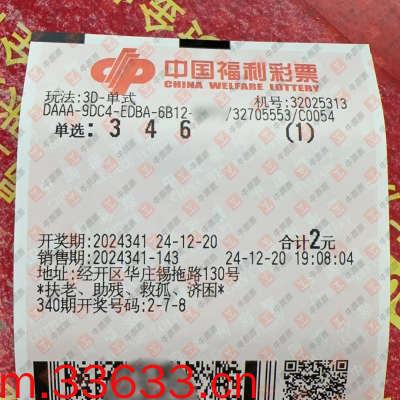 中国福利彩票
CHINA WELFARE LOTTERY
玩法:3D-单式 机号:32025313
DAAA-9DC4-EDBA-6B12- /32705553/C0054
单选: 3 4 6 (1)
开奖期:2024341 24-12-20 合计2元
销售期:2024341-143 24-12-20 19:08:04
地址:经开区华庄锡拖路130号
*扶老、助残、救孤、济困*
340期开奖号码:2-7-8
m.33633.cn